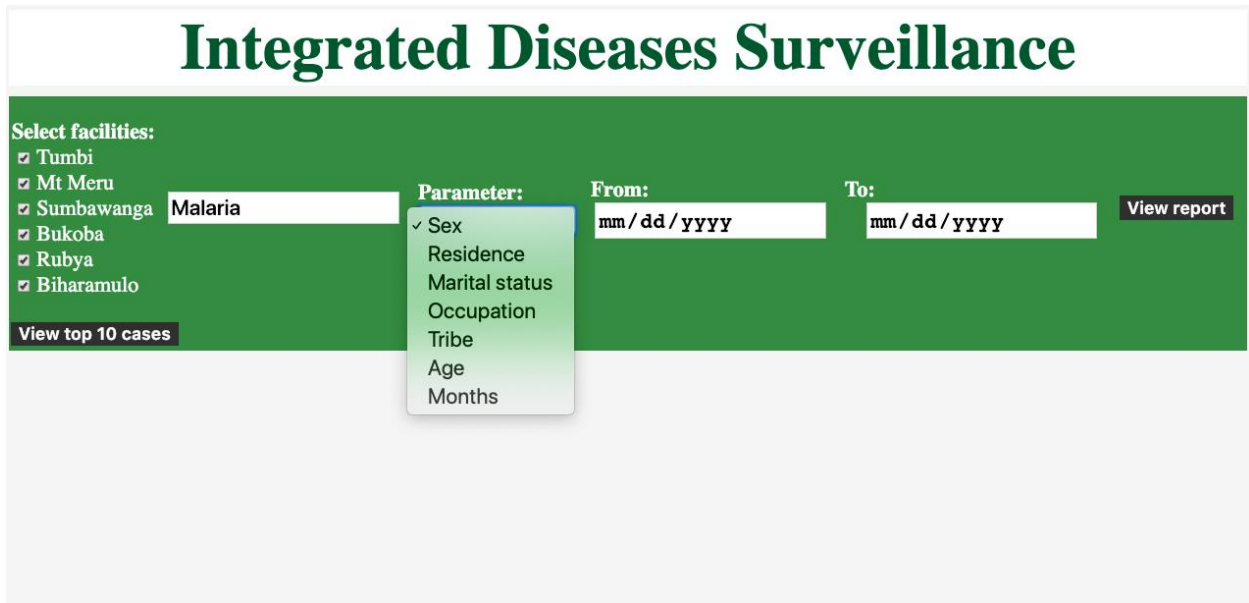 Integrated Diseases Surveillance
Select facilities:
Tumbi
Mt Meru
Sumbawanga
Bukoba
Rubya
Biharamulo
Malaria
Parameter:
Sex
Residence
Marital status
Occupation
Tribe
Age
Months
From:
mm/dd/yyyy
To:
mm/dd/yyyy
View report
View top 10 cases